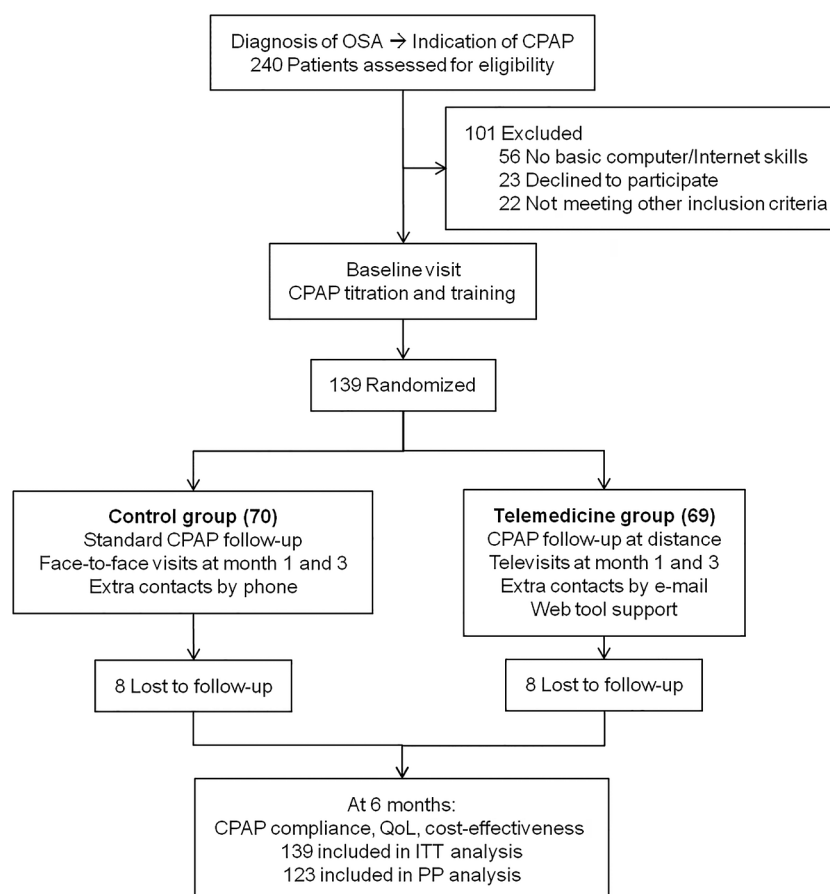 Diagnosis of OSA → Indication of CPAP
240 Patients assessed for eligibility
101 Excluded
56 No basic computer/Internet skills
23 Declined to participate
22 Not meeting other inclusion criteria
Baseline visit
CPAP titration and training
139 Randomized
Control group (70)
Standard CPAP follow-up
Face-to-face visits at month 1 and 3
Extra contacts by phone
Telemedicine group (69)
CPAP follow-up at distance
Televisits at month 1 and 3
Extra contacts by e-mail
Web tool support
8 Lost to follow-up
8 Lost to follow-up
At 6 months:
CPAP compliance, QoL, cost-effectiveness
139 included in ITT analysis
123 included in PP analysis